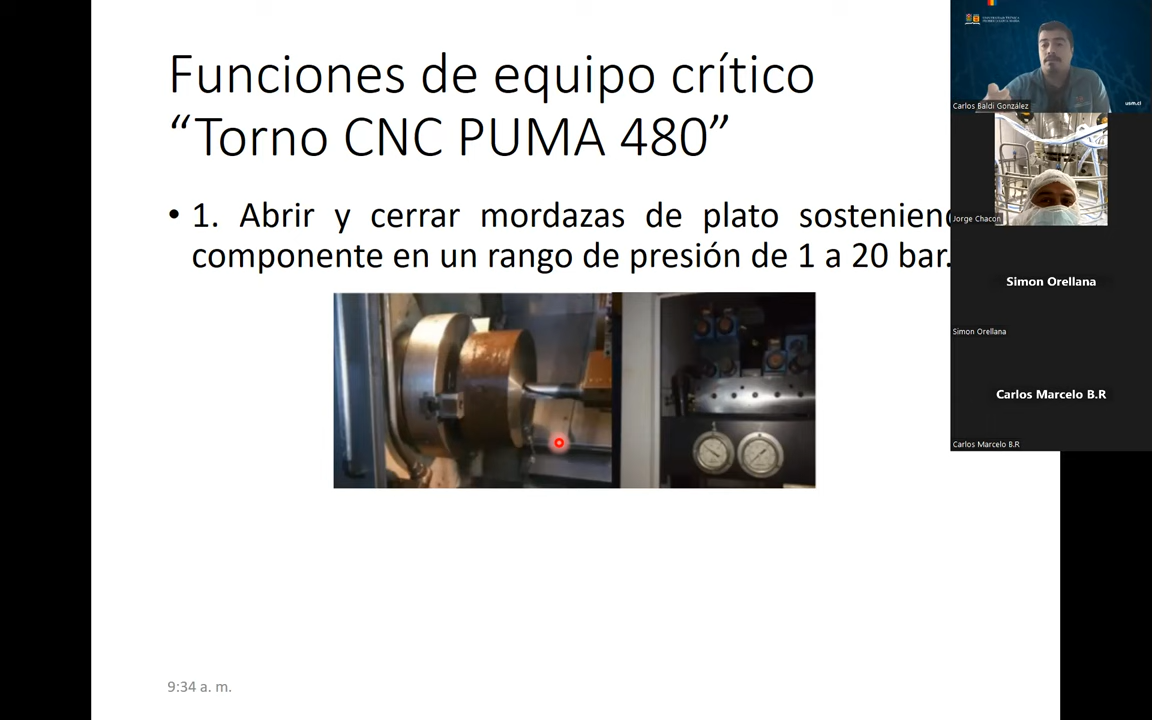 Funciones de equipo crítico
“Torno CNC PUMA 480”
• 1. Abrir y cerrar mordazas de plato sosteniend
componente en un rango de presión de 1 a 20 bar.
9:34 a. m.
usm.cl
Carlos Baldi González
Jorge Chacon
Simon Orellana
Simon Orellana
Carlos Marcelo B.R
Carlos Marcelo B.R